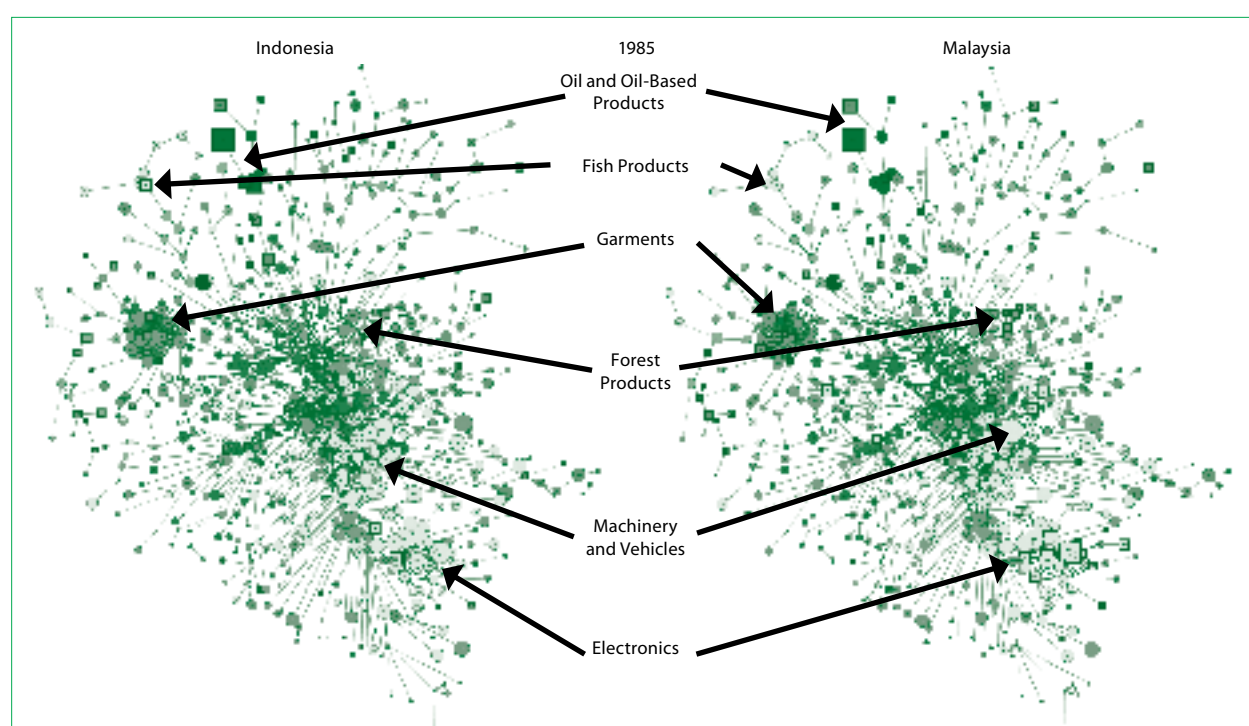 Indonesia
1985
Malaysia
Oil and Oil-Based
Products
Fish Products
Garments
Forest
Products
Machinery
and Vehicles
Electronics